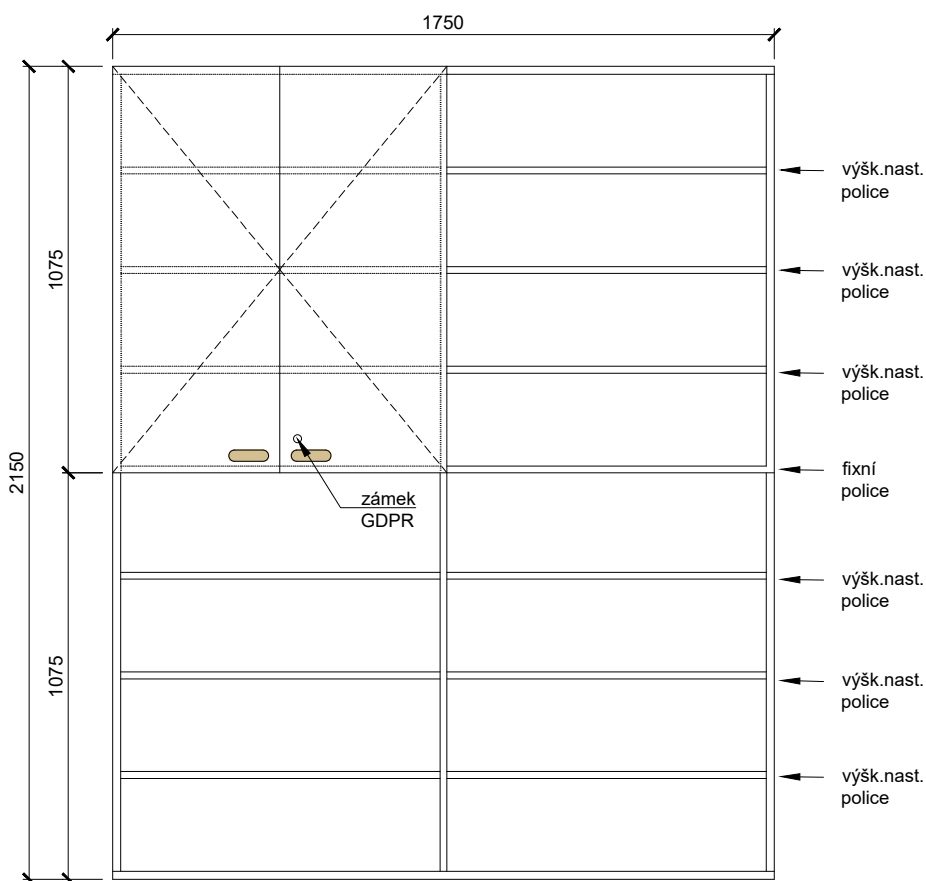 1750
výšk.nast.
police
výšk.nast.
police
1075
výšk.nast.
police
2150
fixní
police
zámek
GDPR
výšk.nast.
police
1075
výšk.nast.
police
výšk.nast.
police